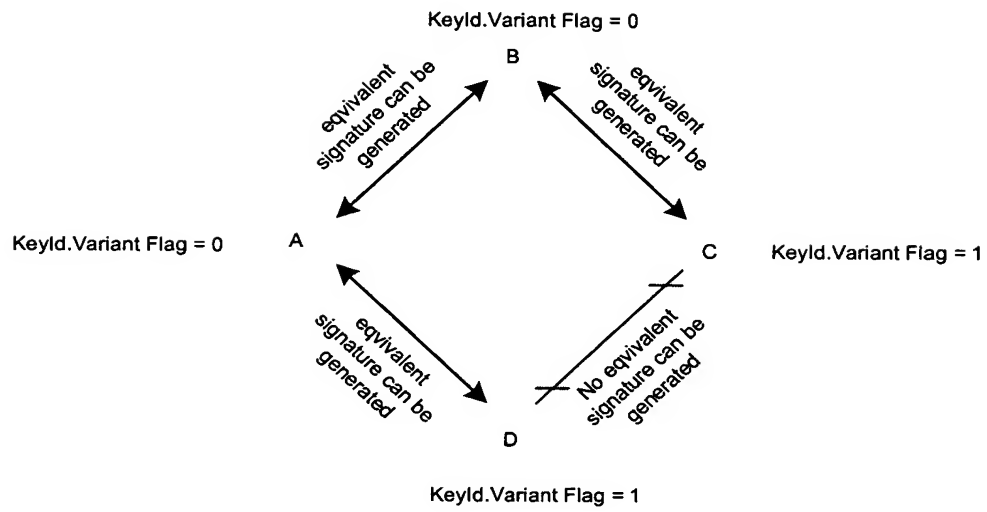 KeyId.Variant Flag = 0
B
eqvivalent
signature can be
generated
eqvivalent
signature can be
generated
KeyId.Variant Flag = 0
A
C
KeyId.Variant Flag = 1
eqvivalent
signature can be
generated
No eqvivalent
signature can be
generated
D
KeyId.Variant Flag = 1